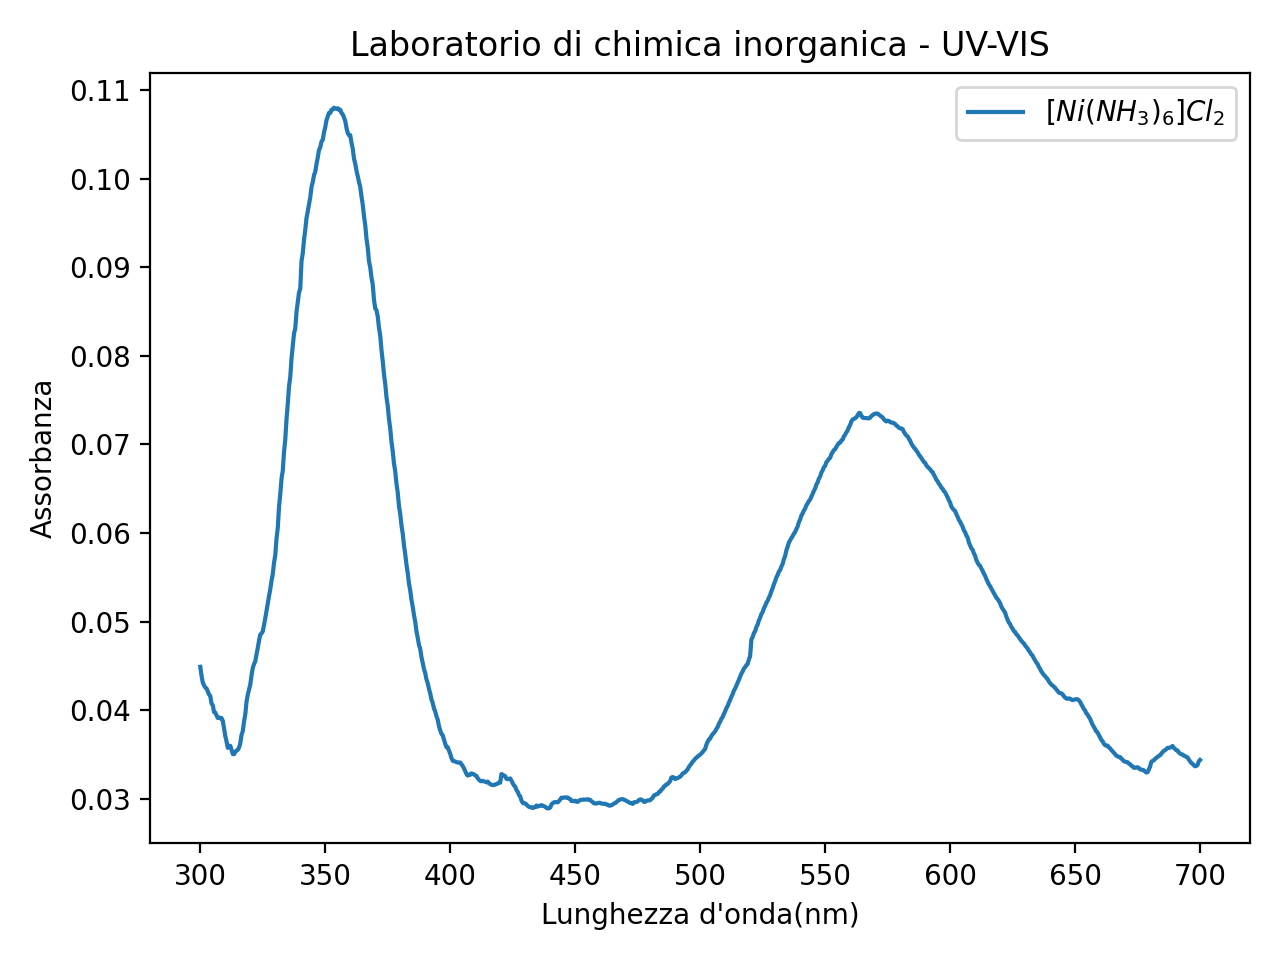 Laboratorio di chimica inorganica - UV-VIS
[Ni(NH₃)₆]Cl₂
0.11
0.10
0.09
0.08
0.07
0.06
0.05
0.04
0.03
Assorbanza
300 350 400 450 500 550 600 650 700
Lunghezza d'onda(nm)